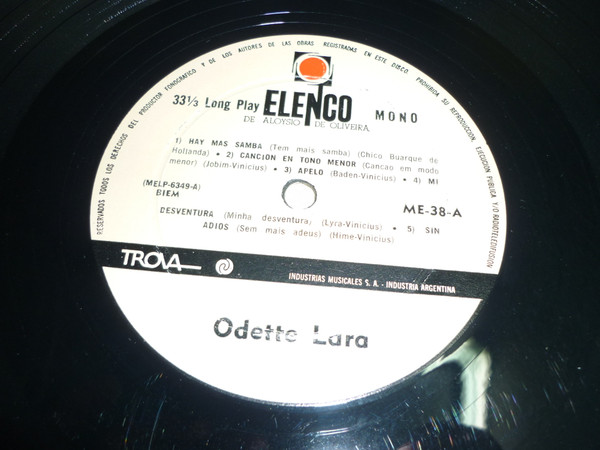 RESERVADOS TODOS LOS DERECHOS DEL PRODUCTOR FONOGRAFICO Y DE LOS AUTORES DE LAS OBRAS REGISTRADAS EN ESTE DISCO. PROHIBIDA SU REPRODUCCION, EJECUCION PUBLICA Y/O RADIOTELEDIFUSION
33⅓ Long Play ELENCO MONO
DE ALOYSIO DE OLIVEIRA
1) HAY MAS SAMBA (Tem mais samba) (Chico Buarque de
Hollanda) • 2) CANCION EN TONO MENOR (Cancao em modo
menor) (Jobim-Vinicius) • 3) APELO (Baden-Vinicius) • 4) MI
(MELP-6349-A)
BIEM
ME-38-A
DESVENTURA (Minha desventura) (Lyra-Vinicius) • 5) SIN
ADIOS (Sem mais adeus) (Hime-Vinicius)
TROVA
INDUSTRIAS MUSICALES S. A. - INDUSTRIA ARGENTINA
Odette Lara